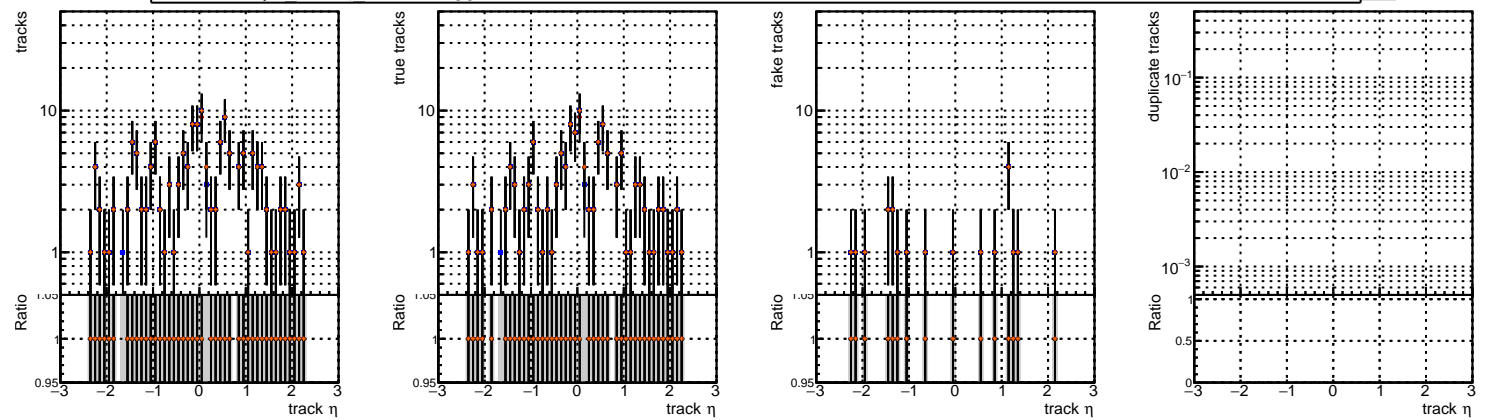 tracks
10
1
Ratio
1.05
1
0.95
−3 −2 −1 0 1 2 3
track η
true tracks
10
1
Ratio
1.05
1
0.95
−3 −2 −1 0 1 2 3
track η
fake tracks
10
1
Ratio
1.05
1
0.95
−3 −2 −1 0 1 2 3
track η
duplicate tracks
10−1
10−2
10−3
Ratio
1
0.5
0
−3 −2 −1 0 1 2 3
track η